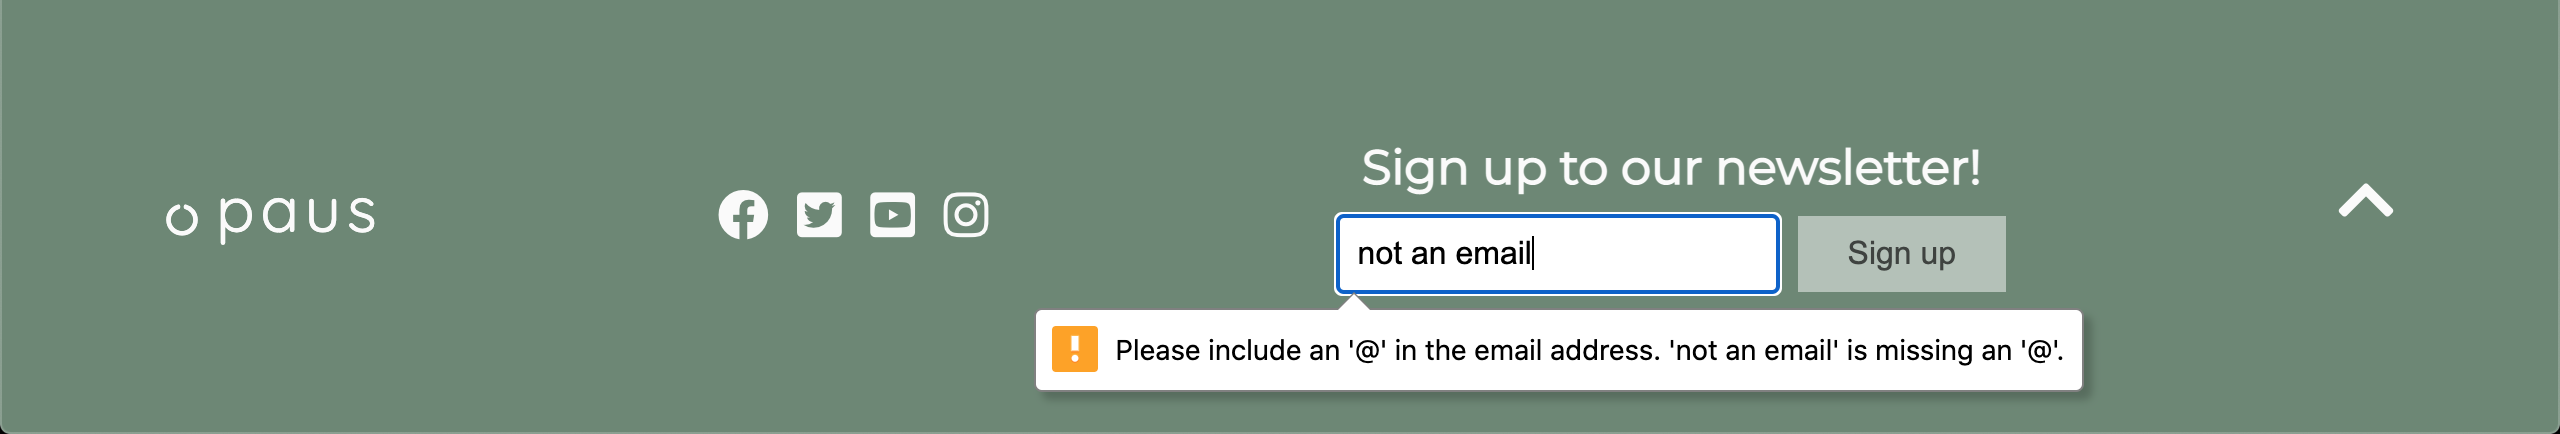 paus
Sign up to our newsletter!
not an email
Sign up
Please include an '@' in the email address. 'not an email' is missing an '@'.